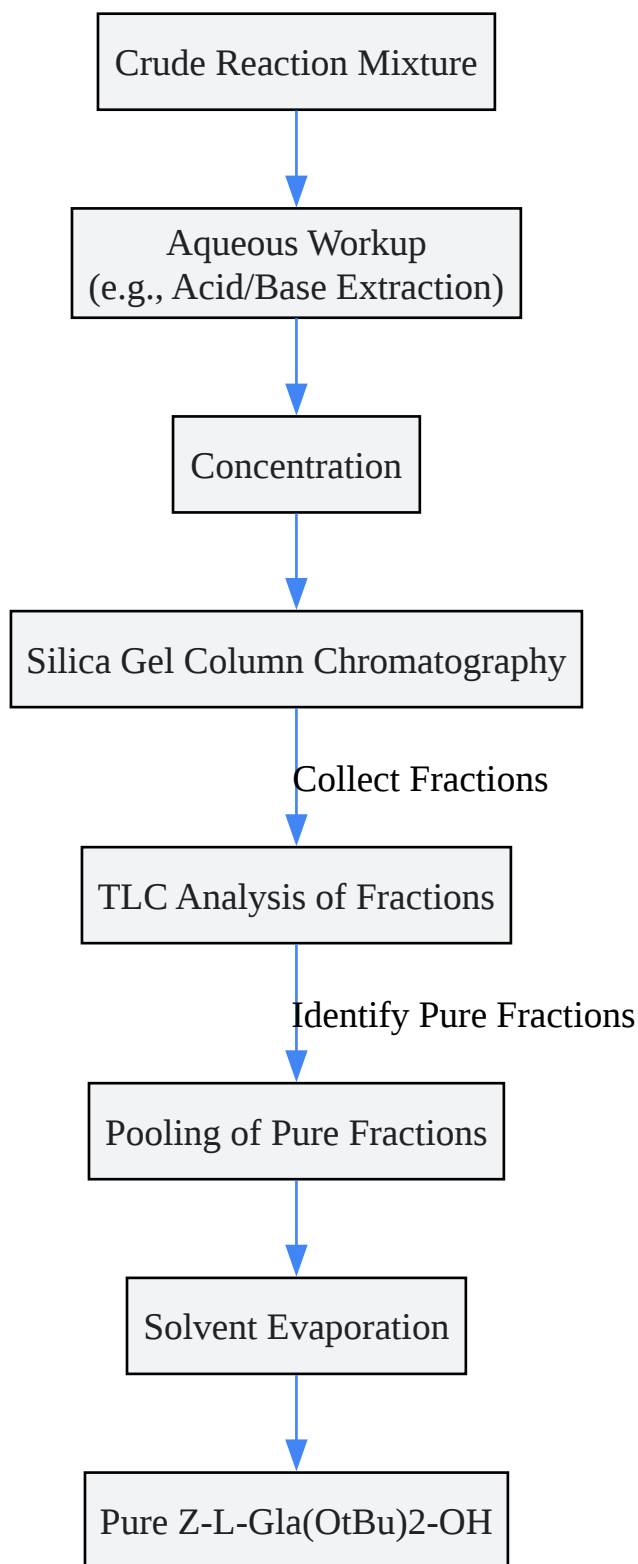 Crude Reaction Mixture
Aqueous Workup
(e.g., Acid/Base Extraction)
Concentration
Silica Gel Column Chromatography
Collect Fractions
TLC Analysis of Fractions
Identify Pure Fractions
Pooling of Pure Fractions
Solvent Evaporation
Pure Z-L-Gla(OtBu)2-OH